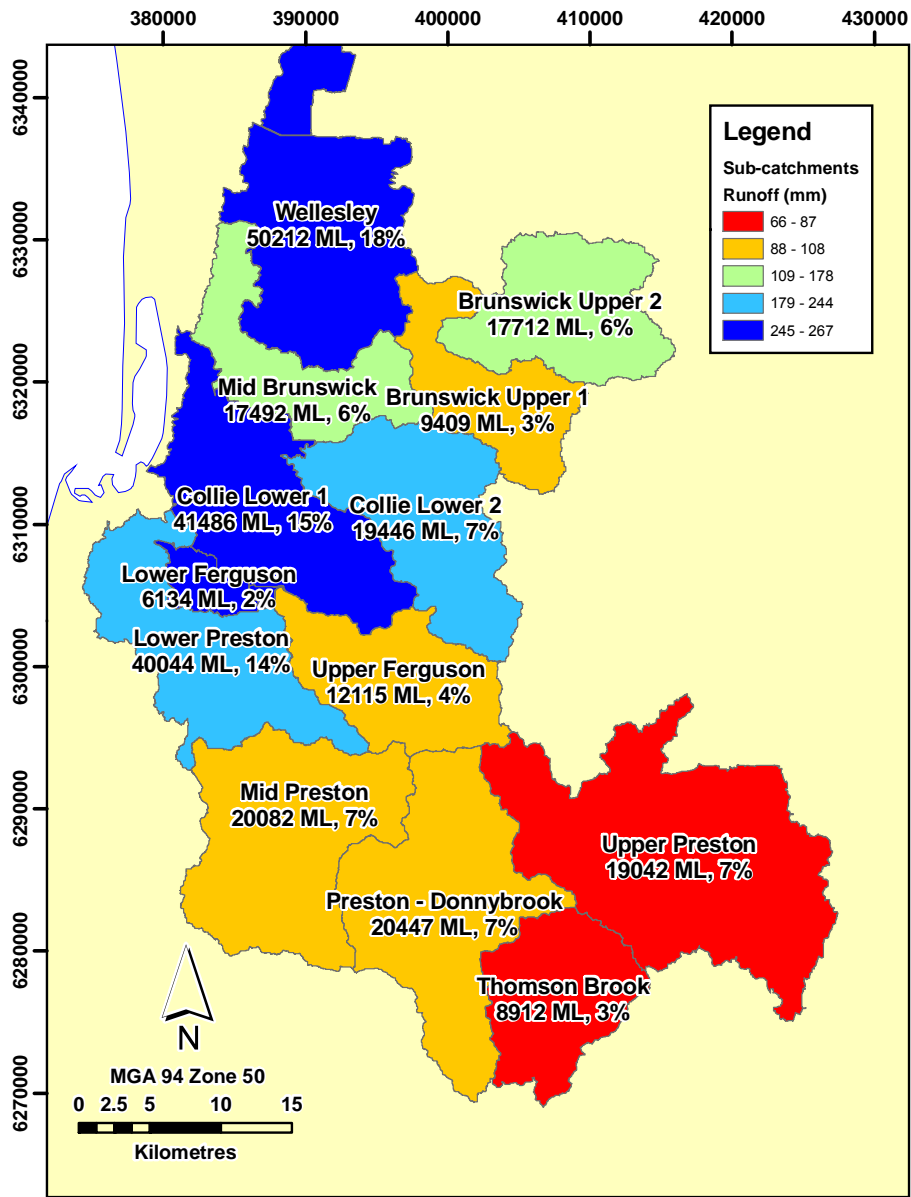 380000 390000 400000 410000 420000 430000
6340000
6330000
6320000
6310000
6300000
6290000
6280000
6270000
Legend
Sub-catchments
Runoff (mm)
66 - 87
88 - 108
109 - 178
179 - 244
245 - 267
Wellesley
50212 ML, 18%
Brunswick Upper 2
17712 ML, 6%
Mid Brunswick
17492 ML, 6%
Brunswick Upper 1
9409 ML, 3%
Collie Lower 1
41486 ML, 15%
Collie Lower 2
19446 ML, 7%
Lower Ferguson
6134 ML, 2%
Lower Preston
40044 ML, 14%
Upper Ferguson
12115 ML, 4%
Mid Preston
20082 ML, 7%
Upper Preston
19042 ML, 7%
Preston - Donnybrook
20447 ML, 7%
Thomson Brook
8912 ML, 3%
N
MGA 94 Zone 50
0 2.5 5 10 15
Kilometres